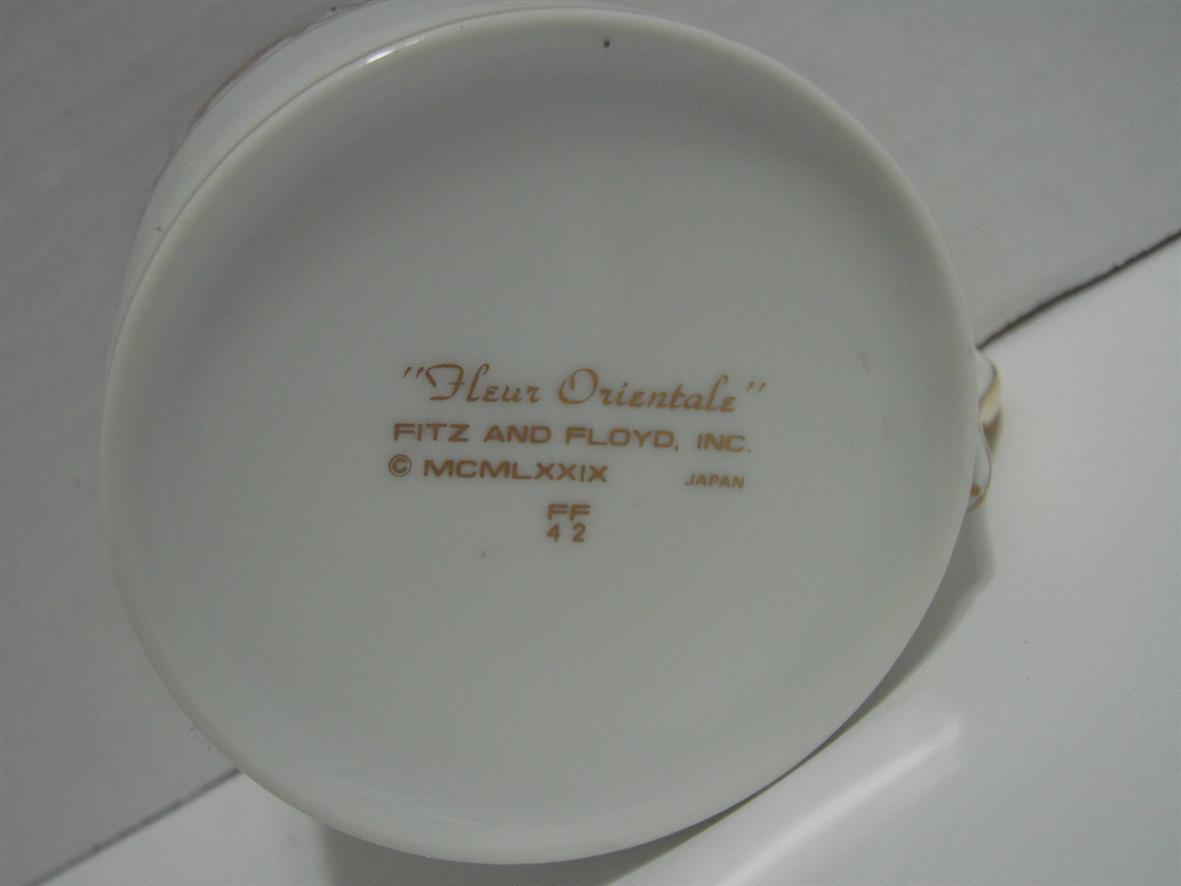 "Fleur Orientale"
FITZ AND FLOYD, INC.
© MCMLXXIX JAPAN
FF
42